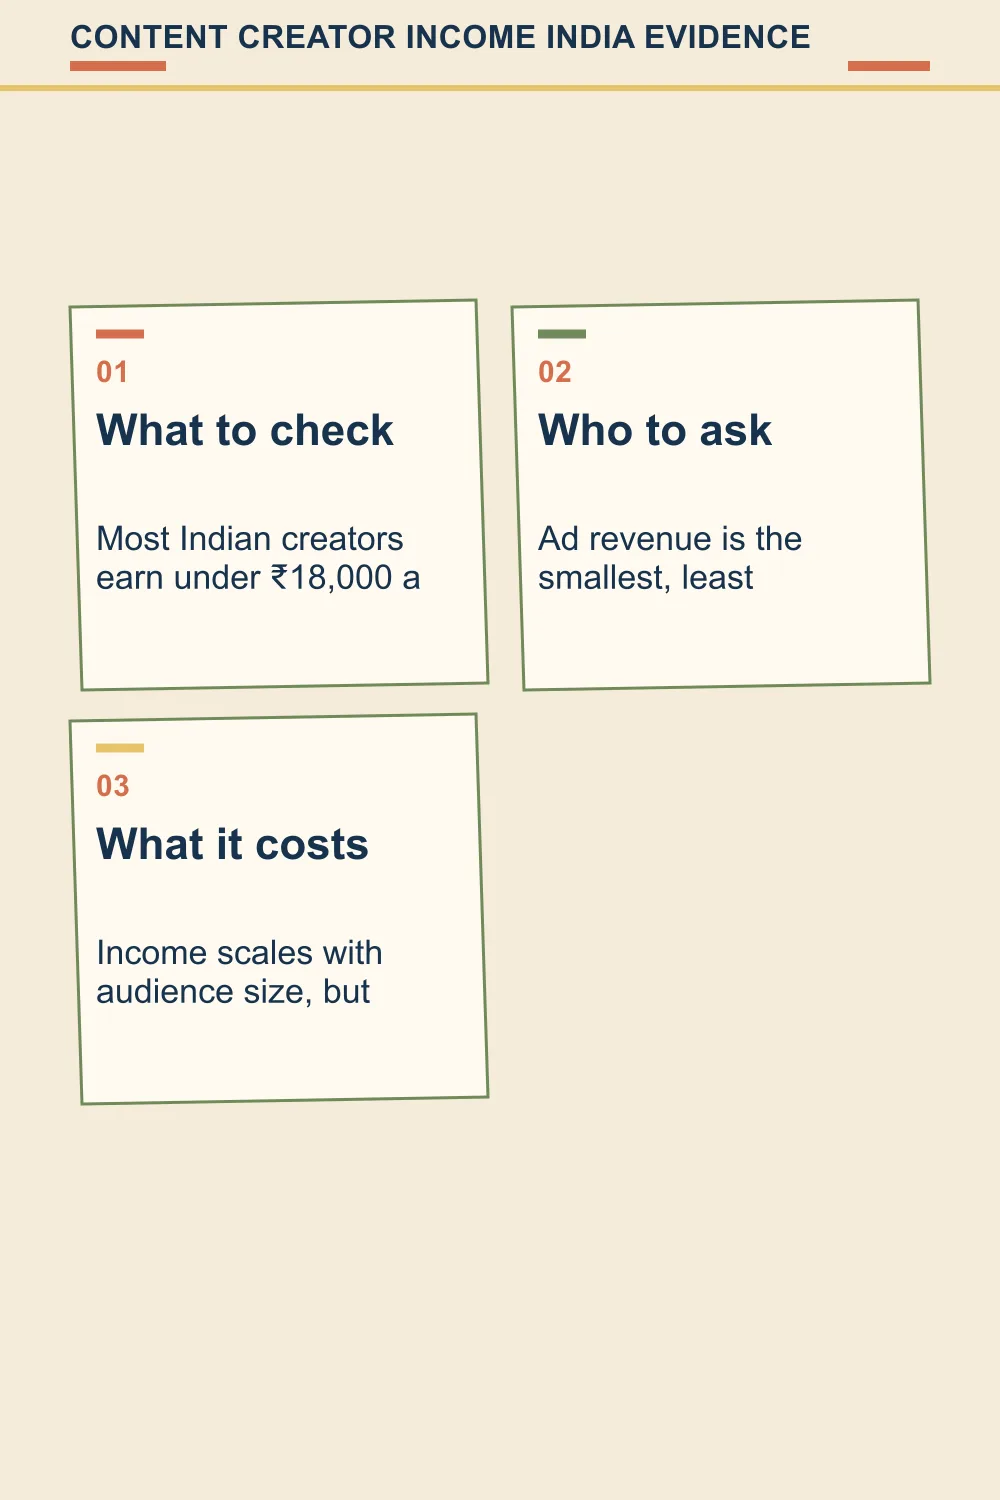 CONTENT CREATOR INCOME INDIA EVIDENCE
01
What to check
Most Indian creators
earn under ₹18,000 a
02
Who to ask
Ad revenue is the
smallest, least
03
What it costs
Income scales with
audience size, but